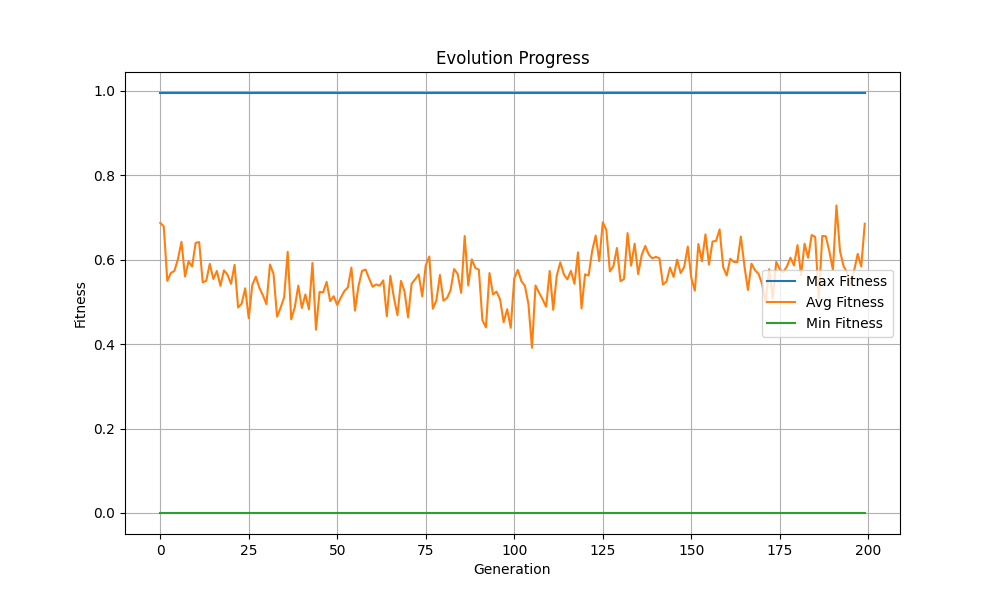 Evolution Progress
1.0
0.8
0.6
0.4
0.2
0.0
Fitness
Max Fitness
Avg Fitness
Min Fitness
0 25 50 75 100 125 150 175 200
Generation